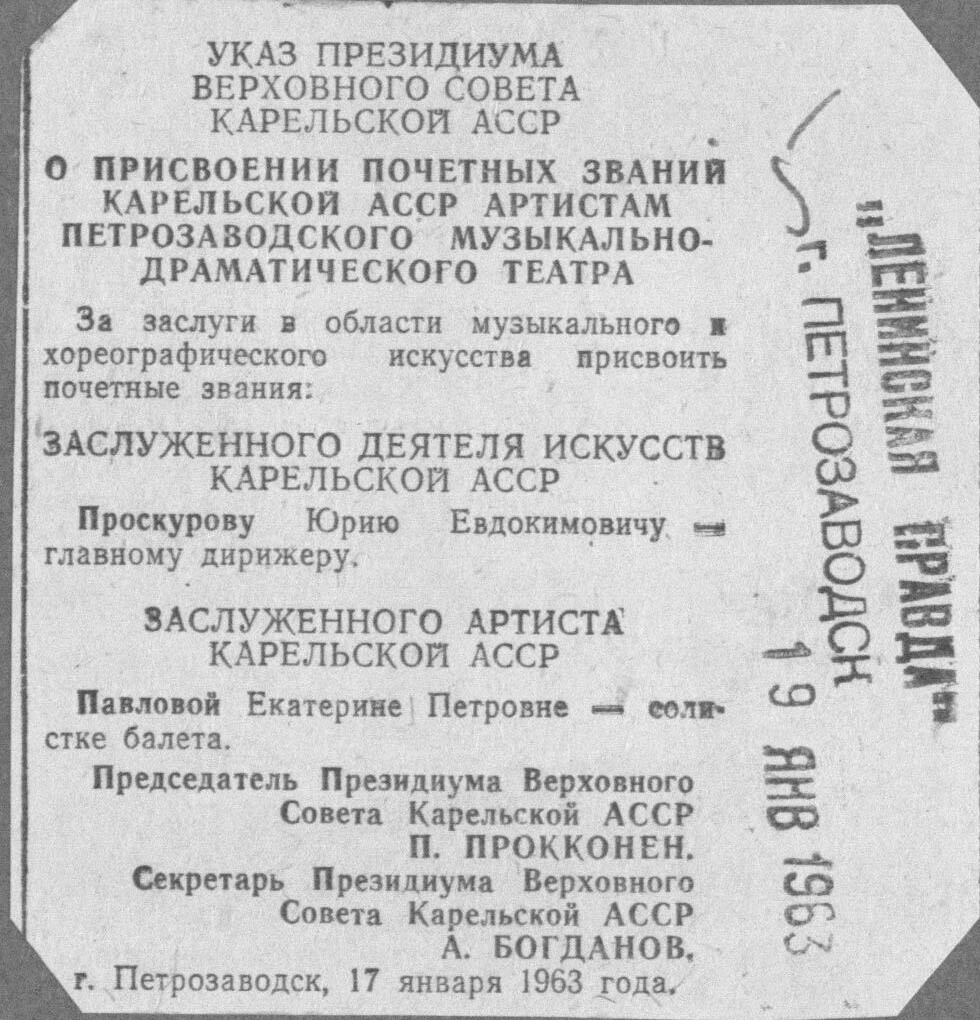 УКАЗ ПРЕЗИДИУМА
ВЕРХОВНОГО СОВЕТА
КАРЕЛЬСКОЙ АССР
О ПРИСВОЕНИИ ПОЧЕТНЫХ ЗВАНИЙ
КАРЕЛЬСКОЙ АССР АРТИСТАМ
ПЕТРОЗАВОДСКОГО МУЗЫКАЛЬНО-
ДРАМАТИЧЕСКОГО ТЕАТРА
За заслуги в области музыкального и
хореографического искусства присвоить
почетные звания:
ЗАСЛУЖЕННОГО ДЕЯТЕЛЯ ИСКУССТВ
КАРЕЛЬСКОЙ АССР
Проскурову Юрию Евдокимовичу —
главному дирижеру.
ЗАСЛУЖЕННОГО АРТИСТА
КАРЕЛЬСКОЙ АССР
Павловой Екатерине Петровне — соли-
стке балета.
Председатель Президиума Верховного
Совета Карельской АССР
П. ПРОККОНЕН.
Секретарь Президиума Верховного
Совета Карельской АССР
А. БОГДАНОВ.
г. Петрозаводск, 17 января 1963 года.
„ЛЕНИНСКАЯ ПРАВДА"
г. ПЕТРОЗАВОДСК
19 ЯНВ 1963